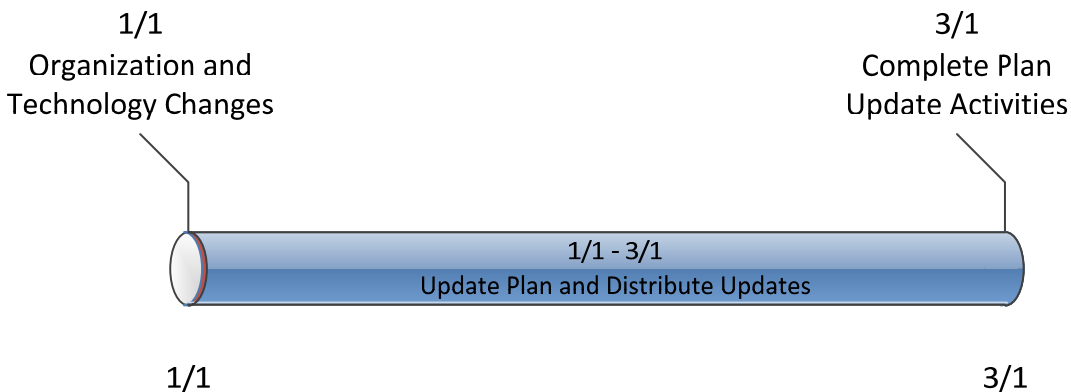 1/1
Organization and
Technology Changes
3/1
Complete Plan
Update Activities
1/1 - 3/1
Update Plan and Distribute Updates
1/1
3/1